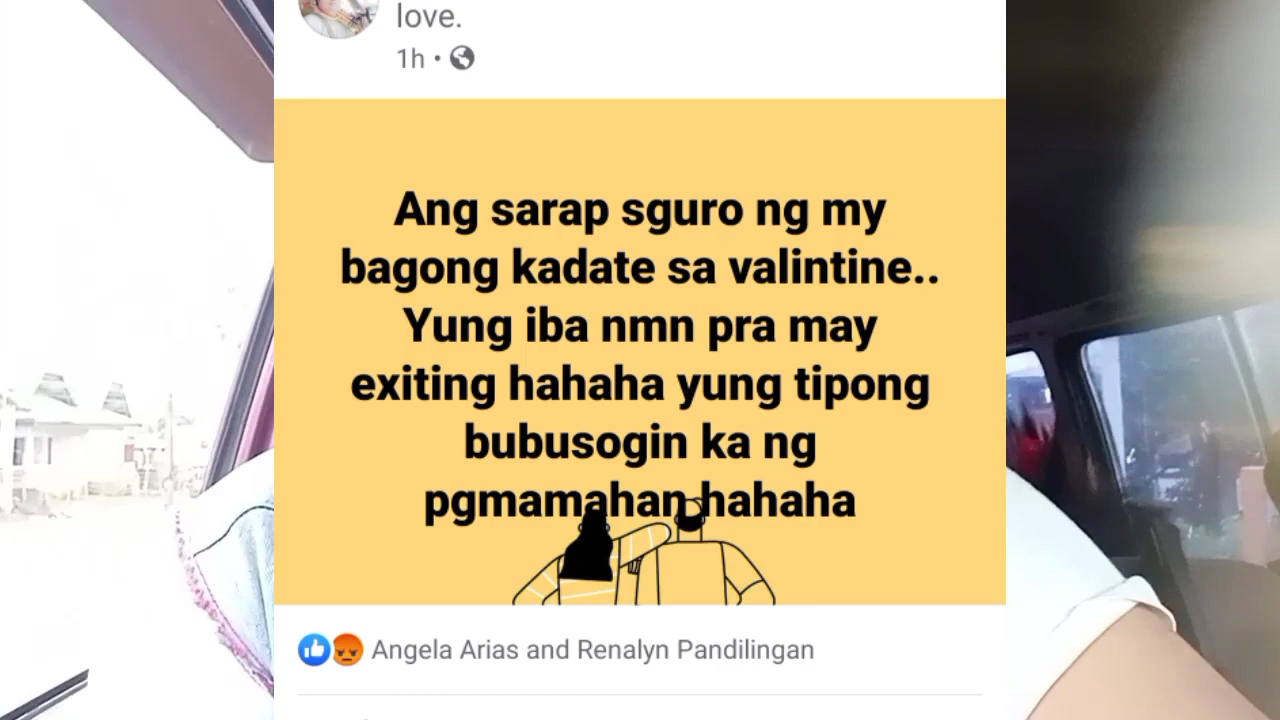 love.
1h •
Ang sarap sguro ng my
bagong kadate sa valintine..
Yung iba nmn pra may
exiting hahaha yung tipong
bubusogin ka ng
pgmamahan hahaha
Angela Arias and Renalyn Pandilingan